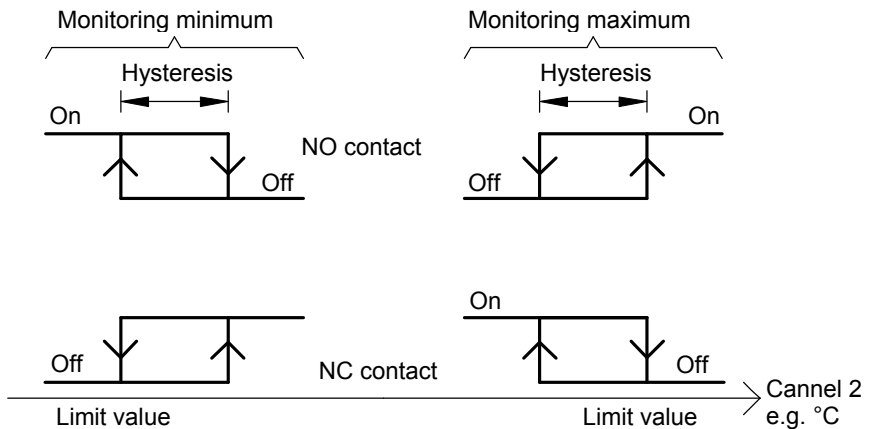 Monitoring minimum
Monitoring maximum
Hysteresis
Hysteresis
On
On
NO contact
Off
Off
On
Off
NC contact
Off
Cannel 2
e.g. °C
Limit value
Limit value